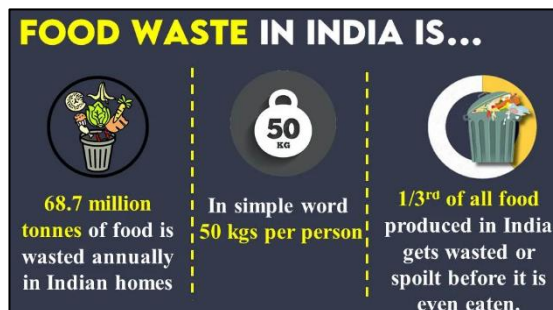 FOOD WASTE IN INDIA IS...
50
KG
68.7 million
tonnes of food is
wasted annually
in Indian homes
In simple word
50 kgs per person
1/3rd of all food
produced in India
gets wasted or
spoilt before it is
even eaten.